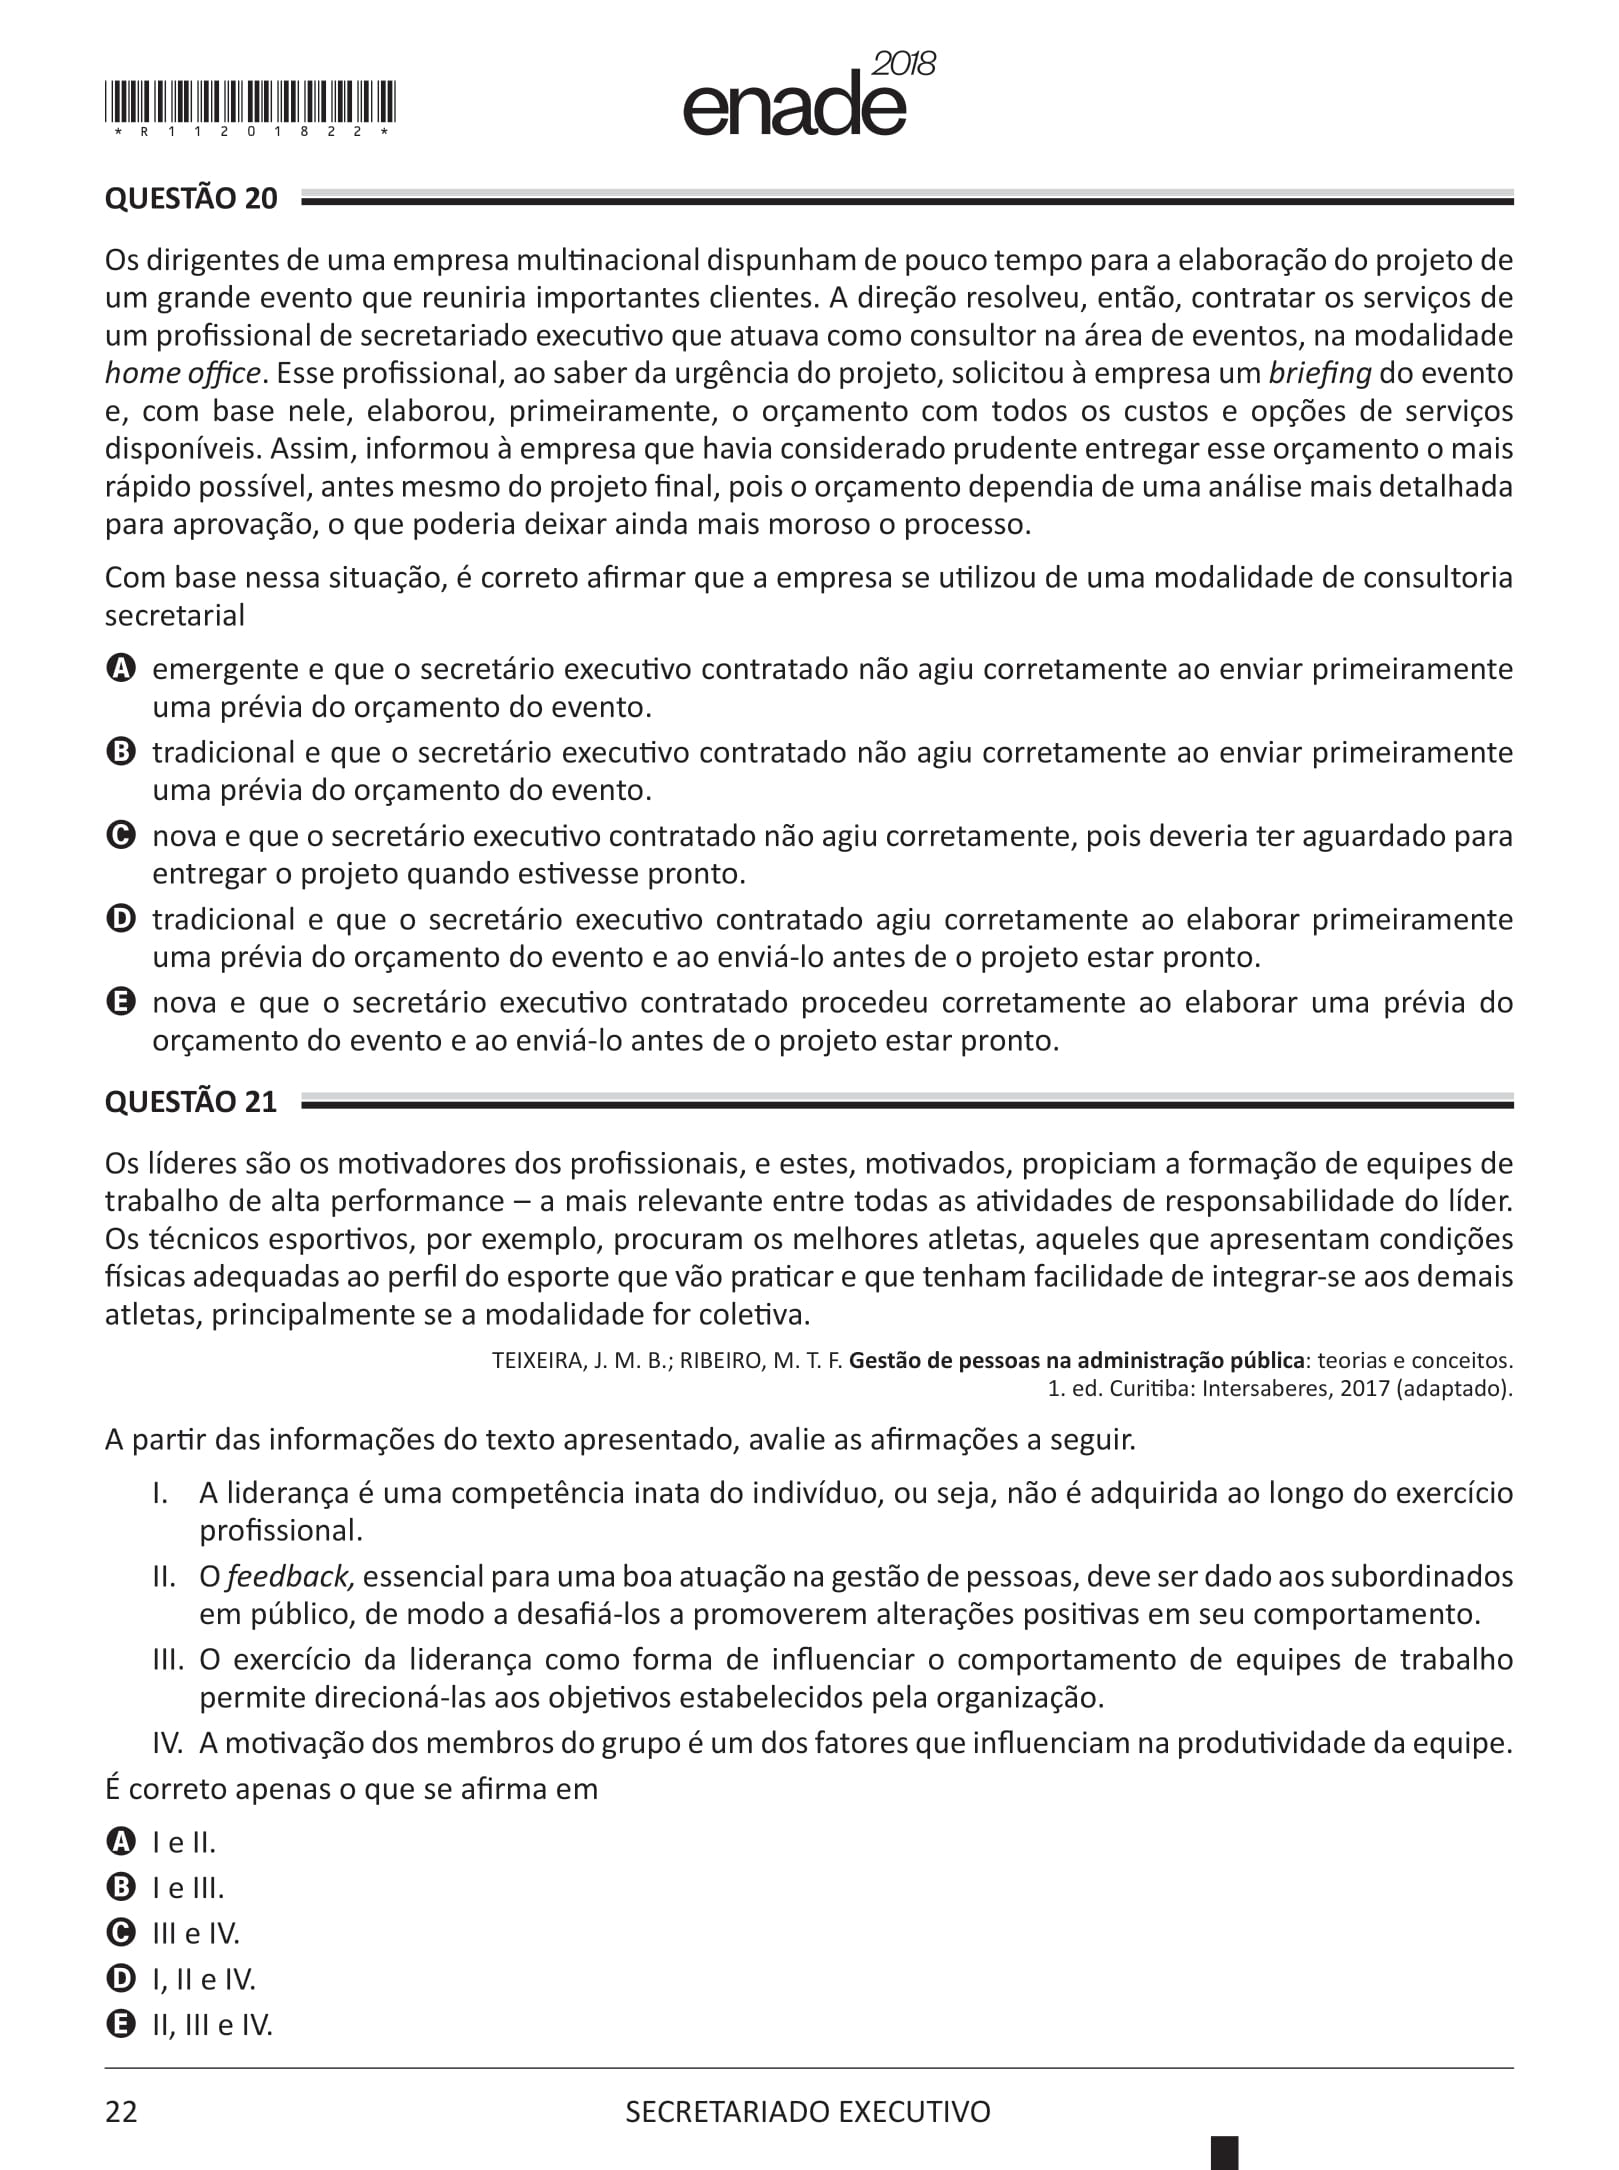 *R11201822*
enade2018
QUESTÃO 20
Os dirigentes de uma empresa multinacional dispunham de pouco tempo para a elaboração do projeto de
um grande evento que reuniria importantes clientes. A direção resolveu, então, contratar os serviços de
um profissional de secretariado executivo que atuava como consultor na área de eventos, na modalidade
home office. Esse profissional, ao saber da urgência do projeto, solicitou à empresa um briefing do evento
e, com base nele, elaborou, primeiramente, o orçamento com todos os custos e opções de serviços
disponíveis. Assim, informou à empresa que havia considerado prudente entregar esse orçamento o mais
rápido possível, antes mesmo do projeto final, pois o orçamento dependia de uma análise mais detalhada
para aprovação, o que poderia deixar ainda mais moroso o processo.
Com base nessa situação, é correto afirmar que a empresa se utilizou de uma modalidade de consultoria
secretarial
A emergente e que o secretário executivo contratado não agiu corretamente ao enviar primeiramente
uma prévia do orçamento do evento.
B tradicional e que o secretário executivo contratado não agiu corretamente ao enviar primeiramente
uma prévia do orçamento do evento.
C nova e que o secretário executivo contratado não agiu corretamente, pois deveria ter aguardado para
entregar o projeto quando estivesse pronto.
D tradicional e que o secretário executivo contratado agiu corretamente ao elaborar primeiramente
uma prévia do orçamento do evento e ao enviá-lo antes de o projeto estar pronto.
E nova e que o secretário executivo contratado procedeu corretamente ao elaborar uma prévia do
orçamento do evento e ao enviá-lo antes de o projeto estar pronto.
QUESTÃO 21
Os líderes são os motivadores dos profissionais, e estes, motivados, propiciam a formação de equipes de
trabalho de alta performance – a mais relevante entre todas as atividades de responsabilidade do líder.
Os técnicos esportivos, por exemplo, procuram os melhores atletas, aqueles que apresentam condições
físicas adequadas ao perfil do esporte que vão praticar e que tenham facilidade de integrar-se aos demais
atletas, principalmente se a modalidade for coletiva.
TEIXEIRA, J. M. B.; RIBEIRO, M. T. F. Gestão de pessoas na administração pública: teorias e conceitos.
1. ed. Curitiba: Intersaberes, 2017 (adaptado).
A partir das informações do texto apresentado, avalie as afirmações a seguir.
I. A liderança é uma competência inata do indivíduo, ou seja, não é adquirida ao longo do exercício
profissional.
II. O feedback, essencial para uma boa atuação na gestão de pessoas, deve ser dado aos subordinados
em público, de modo a desafiá-los a promoverem alterações positivas em seu comportamento.
III. O exercício da liderança como forma de influenciar o comportamento de equipes de trabalho
permite direcioná-las aos objetivos estabelecidos pela organização.
IV. A motivação dos membros do grupo é um dos fatores que influenciam na produtividade da equipe.
É correto apenas o que se afirma em
A I e II.
B I e III.
C III e IV.
D I, II e IV.
E II, III e IV.
22
SECRETARIADO EXECUTIVO